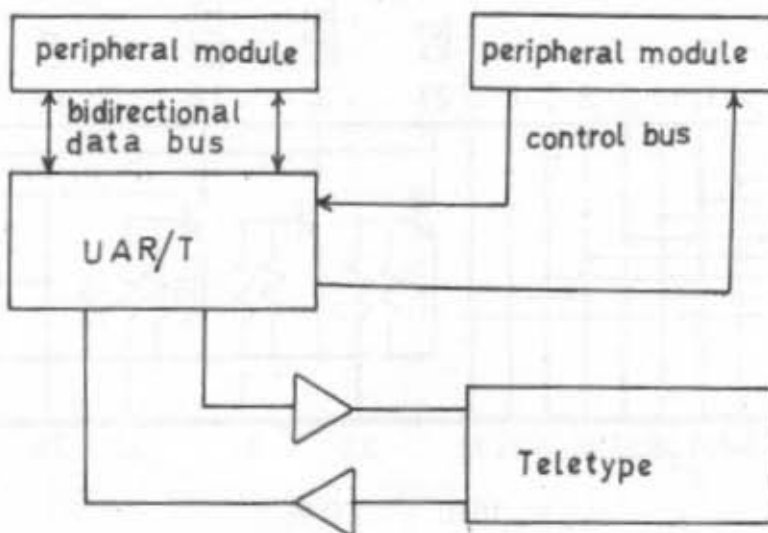 peripheral module
peripheral module
bidirectional
data bus
control bus
UAR/T
Teletype